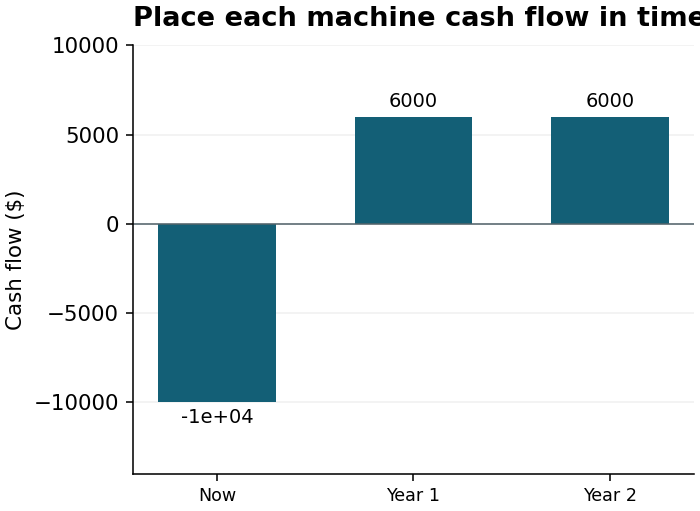 Place each machine cash flow in time
10000
5000
0
−5000
−10000
Cash flow ($)
6000
6000
-1e+04
Now
Year 1
Year 2